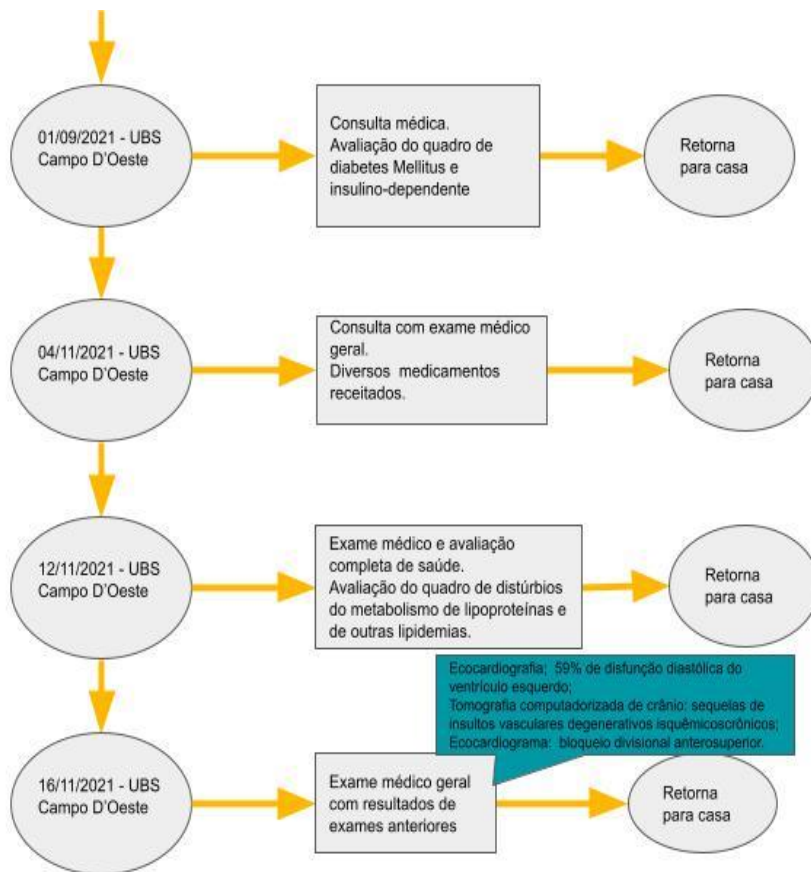 01/09/2021 - UBS
Campo D'Oeste
Consulta médica.
Avaliação do quadro de
diabetes Mellitus e
insulino-dependente
Retorna
para casa
04/11/2021 - UBS
Campo D'Oeste
Consulta com exame médico
geral.
Diversos medicamentos
receitados.
Retorna
para casa
12/11/2021 - UBS
Campo D'Oeste
Exame médico e avaliação
completa de saúde.
Avaliação do quadro de distúrbios
do metabolismo de lipoproteínas e
de outras lipidemias.
Retorna
para casa
Ecocardiografia; 59% de disfunção diastólica do
ventrículo esquerdo;
Tomografia computadorizada de crânio: sequelas de
insultos vasculares degenerativos isquêmicoscrônicos;
Ecocardiograma: bloqueio divisional anterosuperior.
16/11/2021 - UBS
Campo D'Oeste
Exame médico geral
com resultados de
exames anteriores
Retorna
para casa